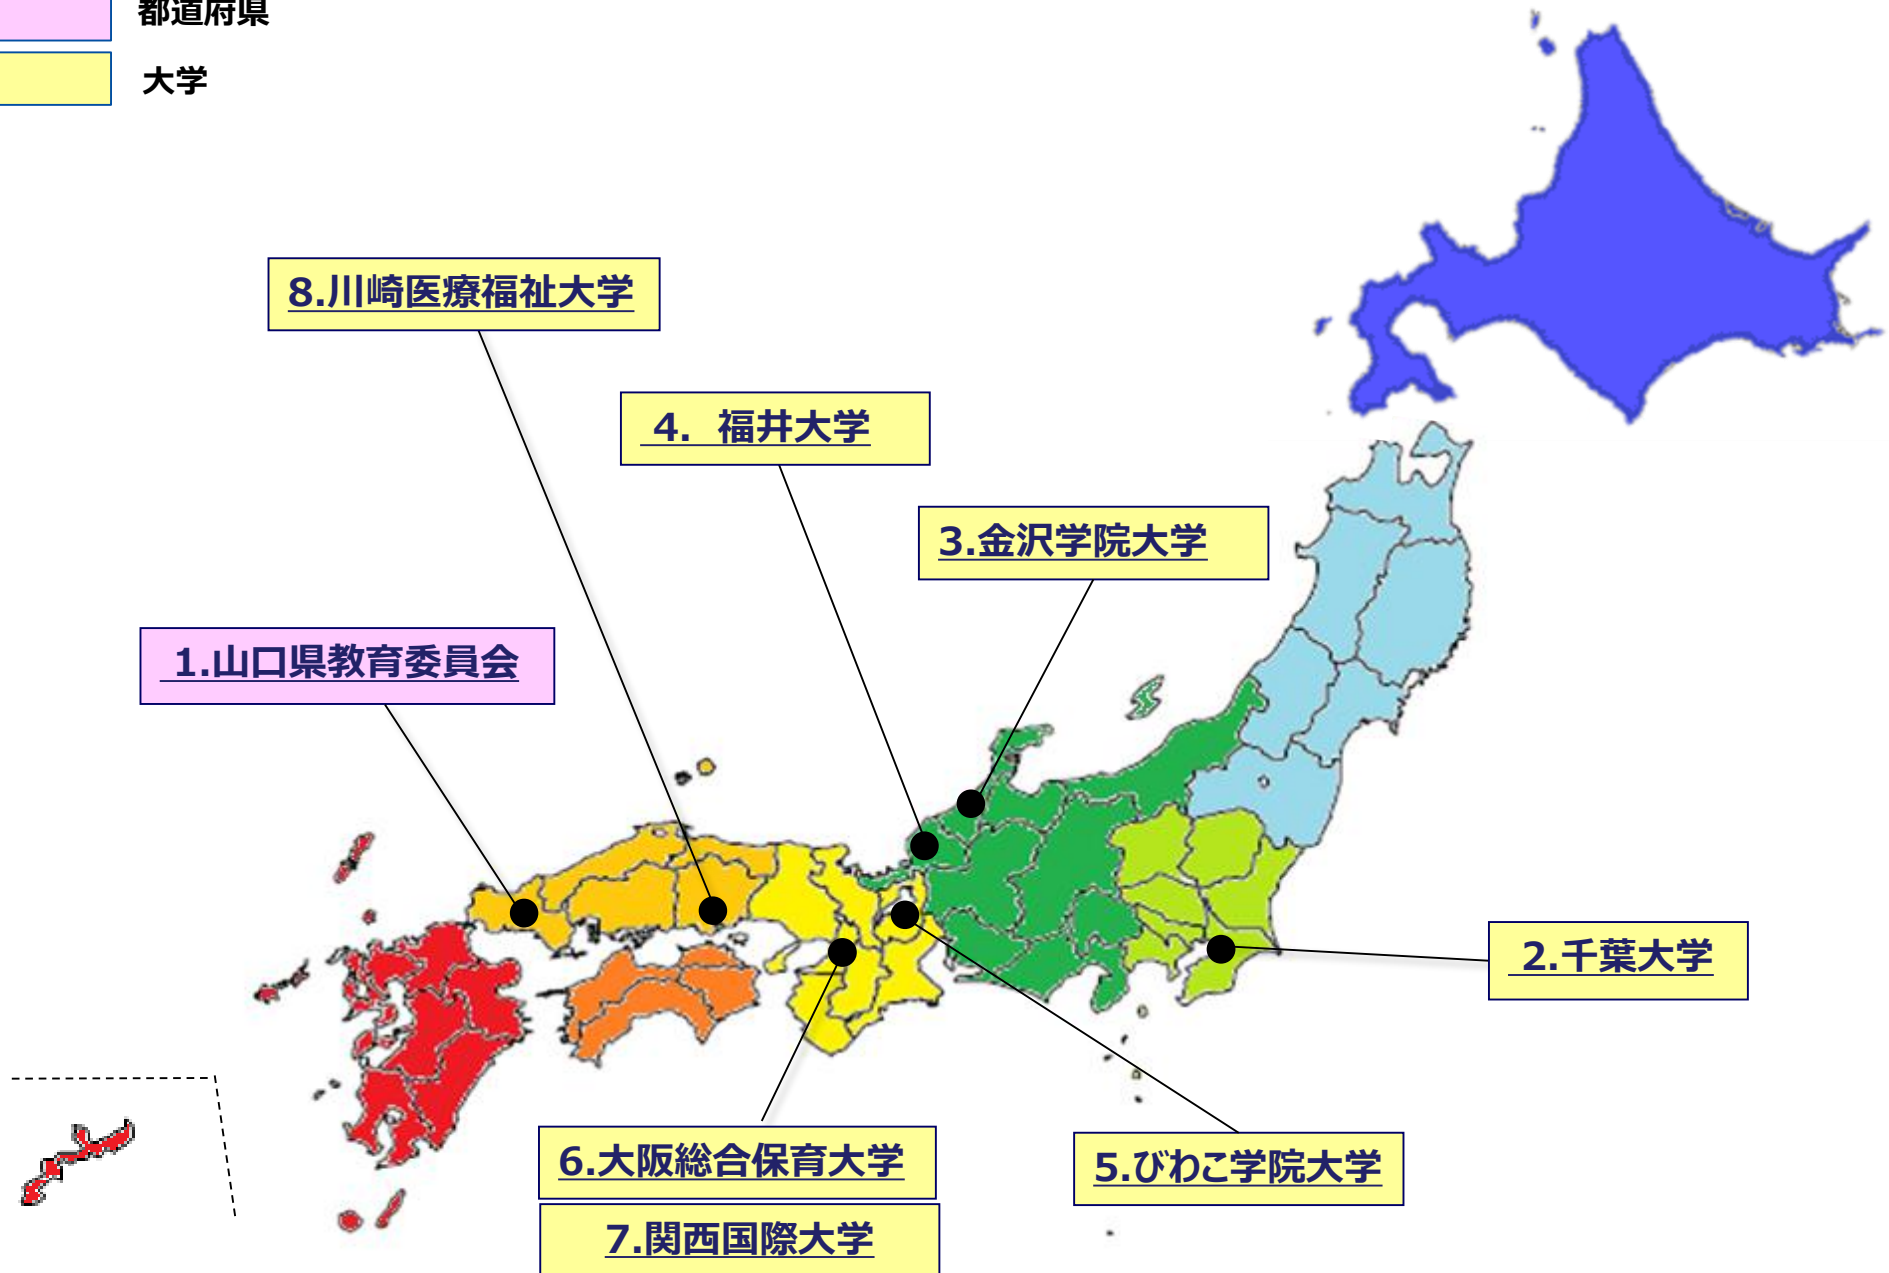 都道府県
大学
8.川崎医療福祉大学
4. 福井大学
3.金沢学院大学
1.山口県教育委員会
2.千葉大学
6.大阪総合保育大学
5.びわこ学院大学
7.関西国際大学